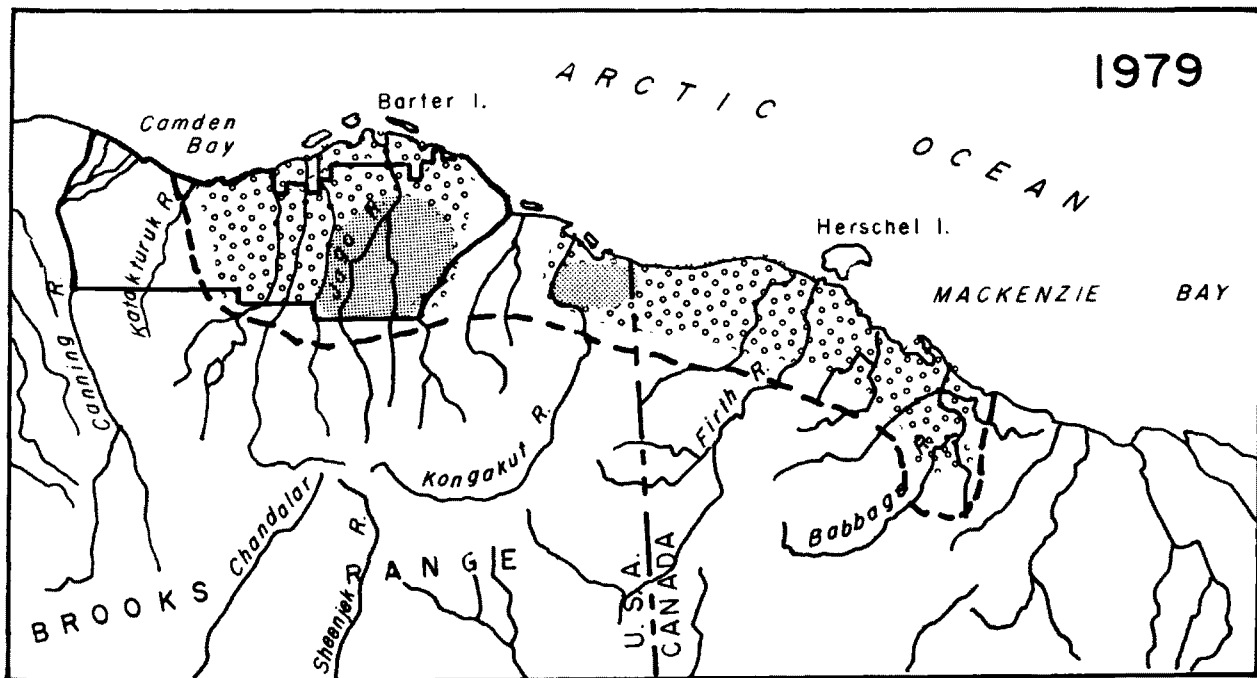 1979
ARCTIC
OCEAN
Barter I.
Camden
Bay
Herschel I.
MACKENZIE BAY
Katakturuk R.
Jago R.
Canning R.
Firth R.
Kongakut R.
Babbage R.
Chandalar
Sheenjek R.
BROOKS RANGE
U.S.A.
CANADA